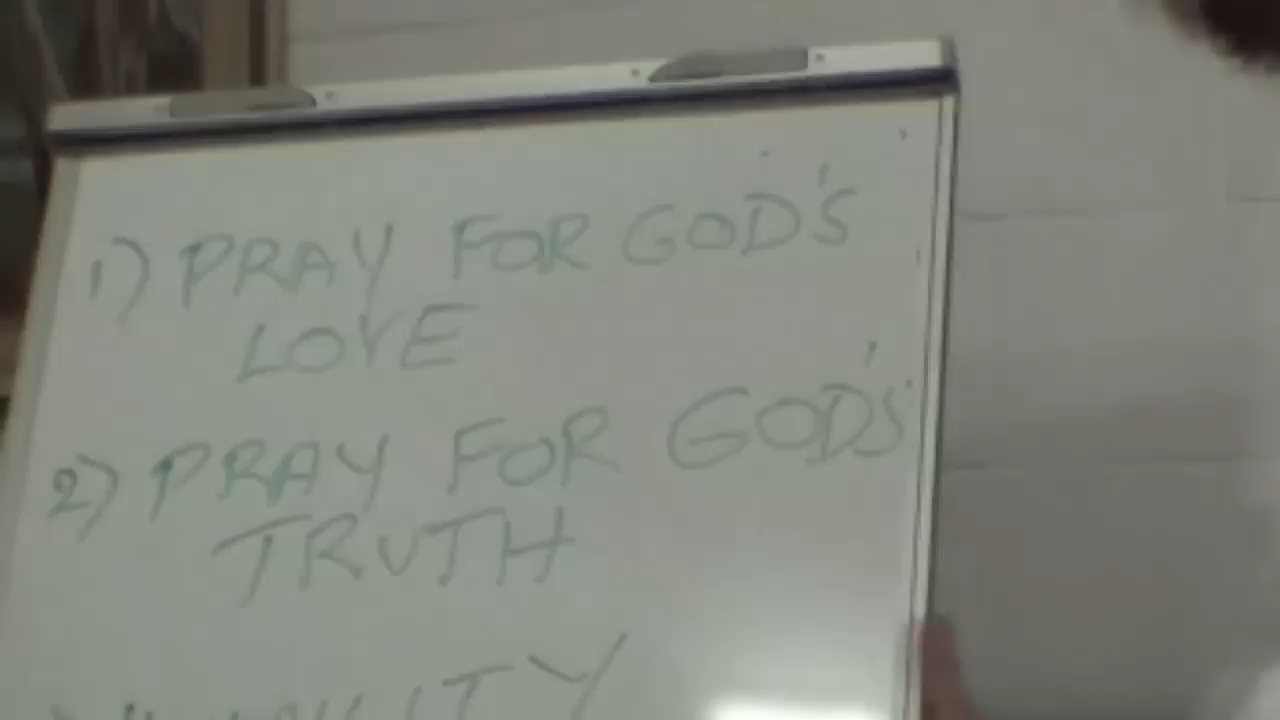 1) PRAY FOR GOD'S
LOVE
2) PRAY FOR GOD'S
TRUTH